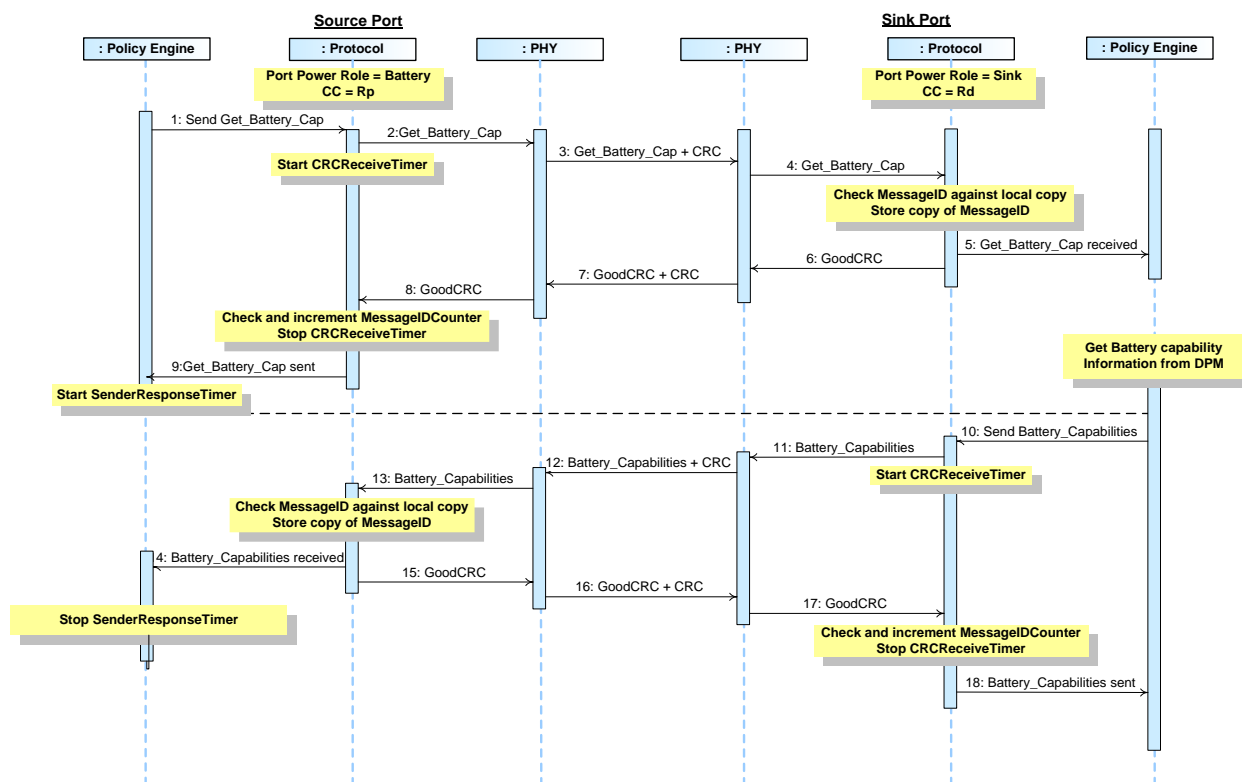 Source Port
Sink Port
: Policy Engine
: Protocol
: PHY
: PHY
: Protocol
: Policy Engine
Port Power Role = Battery
CC = Rp
Port Power Role = Sink
CC = Rd
1: Send Get_Battery_Cap
2:Get_Battery_Cap
Start CRCReceiveTimer
3: Get_Battery_Cap + CRC
4: Get_Battery_Cap
Check MessageID against local copy
Store copy of MessageID
5: Get_Battery_Cap received
6: GoodCRC
7: GoodCRC + CRC
8: GoodCRC
Check and increment MessageIDCounter
Stop CRCReceiveTimer
9:Get_Battery_Cap sent
Start SenderResponseTimer
Get Battery capability
Information from DPM
10: Send Battery_Capabilities
11: Battery_Capabilities
Start CRCReceiveTimer
12: Battery_Capabilities + CRC
13: Battery_Capabilities
Check MessageID against local copy
Store copy of MessageID
4: Battery_Capabilities received
15: GoodCRC
16: GoodCRC + CRC
17: GoodCRC
Stop SenderResponseTimer
Check and increment MessageIDCounter
Stop CRCReceiveTimer
18: Battery_Capabilities sent